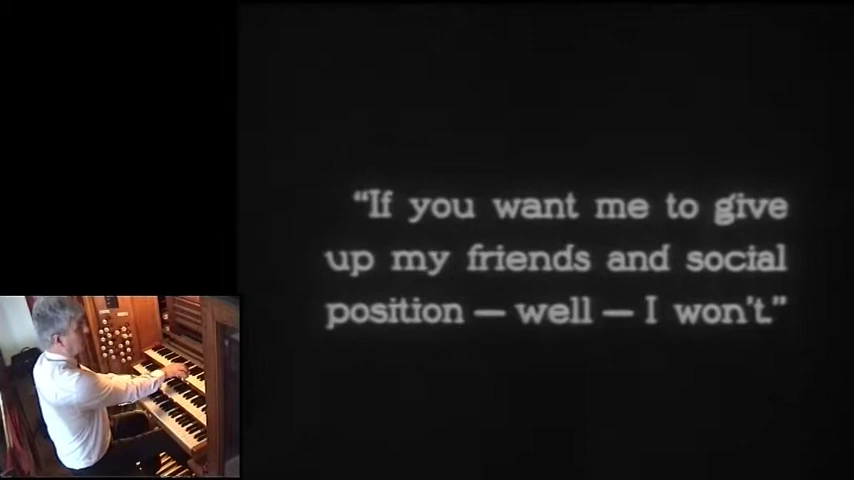 “If you want me to give
up my friends and social
position — well — I won't.”